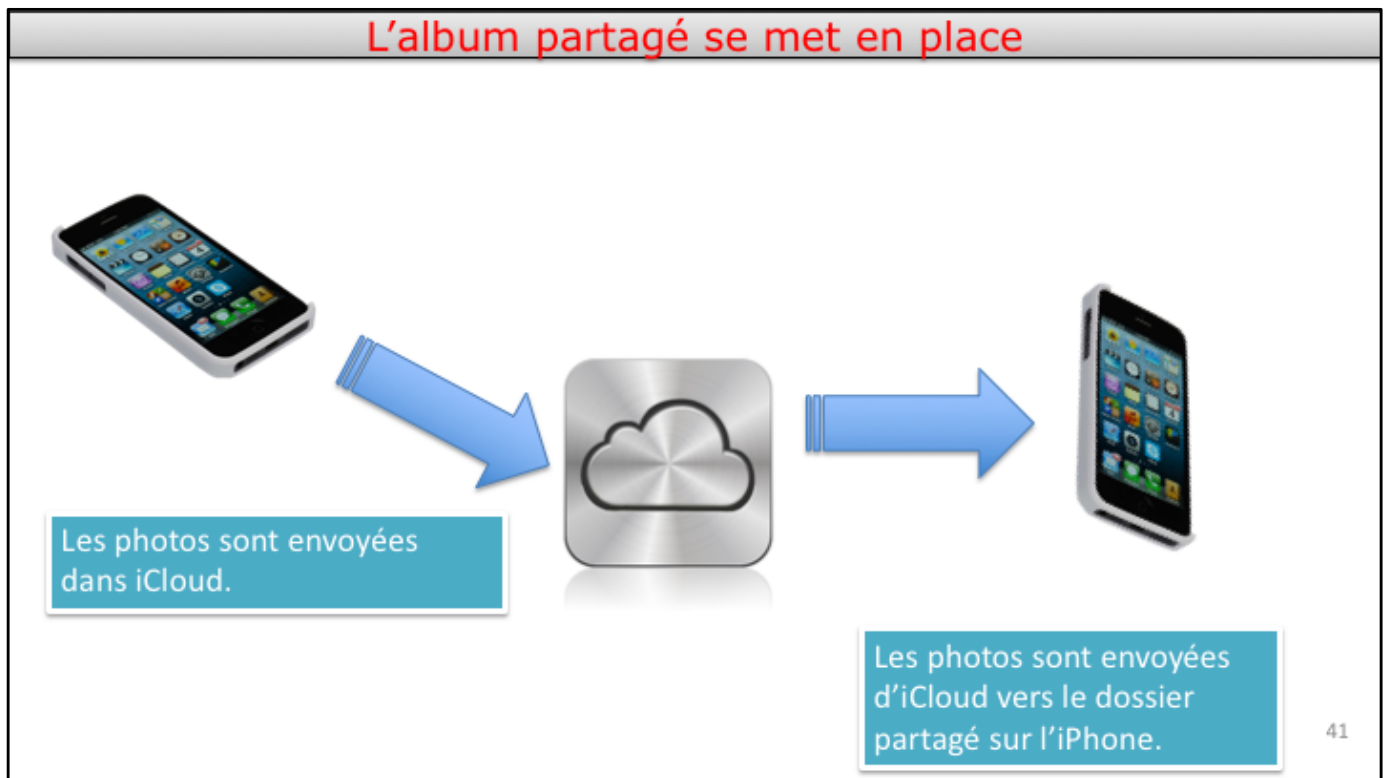 L'album partagé se met en place
Les photos sont envoyées
dans iCloud.
Les photos sont envoyées
d'iCloud vers le dossier
partagé sur l'iPhone.
41